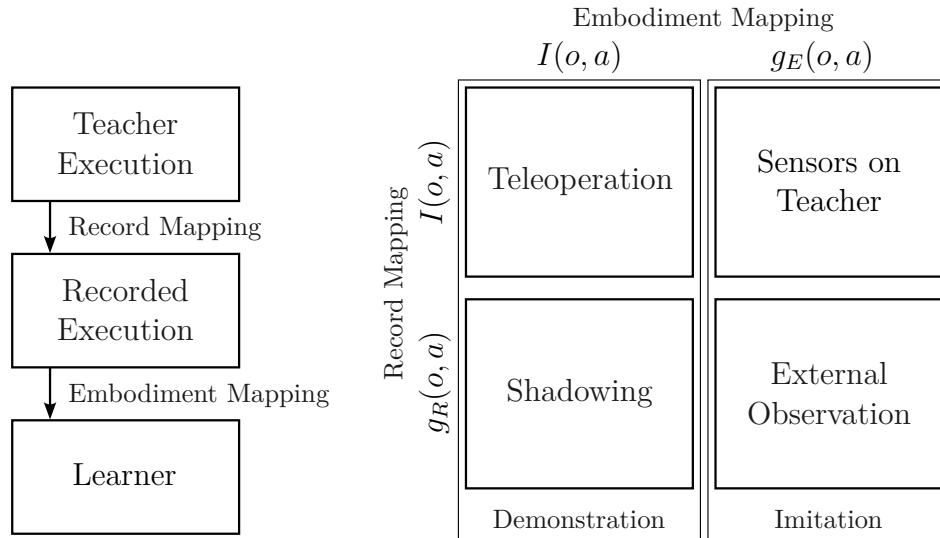 Teacher
Execution
Record Mapping
Recorded
Execution
Embodiment Mapping
Learner
Embodiment Mapping
I(o, a)
g_E(o, a)
Record Mapping
I(o, a)
g_R(o, a)
Teleoperation
Sensors on
Teacher
Shadowing
External
Observation
Demonstration
Imitation